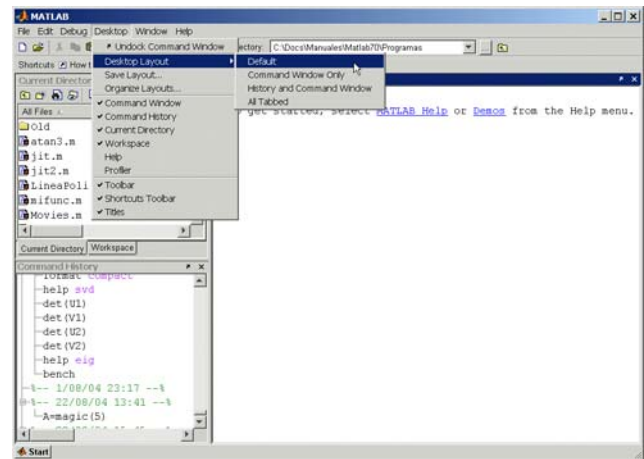 MATLAB
File Edit Debug Desktop Window Help
Undock Command Window
ectory: C:\Docs\Manuales\Matlab70\Programas
Shortcuts How t
Desktop Layout
Default
Save Layout...
Command Window Only
Current Director
Organize Layouts...
History and Command Window
All Tabbed
All Files
Command Window
get started, select MATLAB Help or Demos from the Help menu.
Command History
old
Current Directory
atan3.m
Workspace
jit.m
Help
jit2.m
Profiler
LineaPoli
Toolbar
mifunc.m
Shortcuts Toolbar
Movies.m
Titles
Current Directory Workspace
Command History
format compact
help svd
det(U1)
det(V1)
det(U2)
det(V2)
help eig
bench
%-- 1/08/04 23:17 --%
%-- 22/08/04 13:41 --%
A=magic(5)
Start